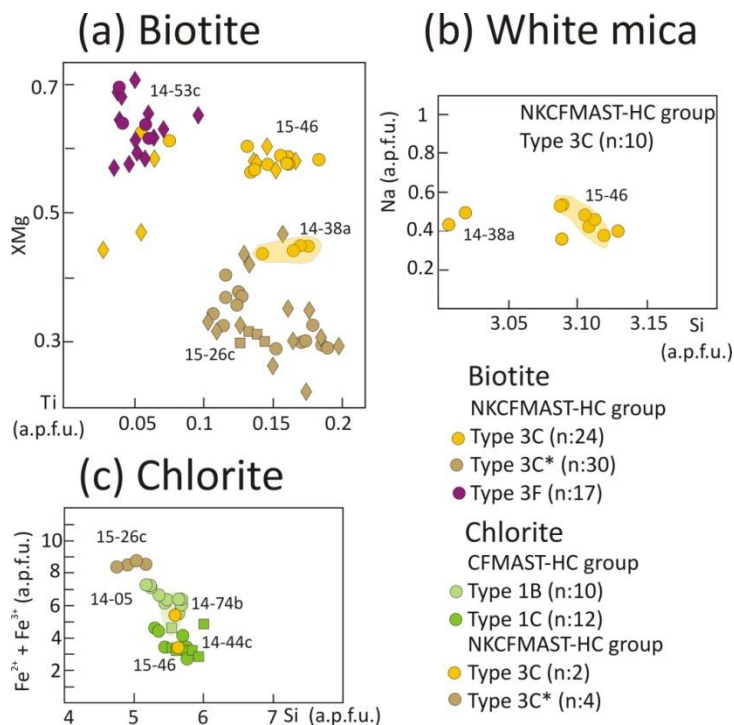 (a) Biotite
0.7
0.5
0.3
XMg
14-53c
15-46
14-38a
15-26c
Ti
(a.p.f.u.)
0.05
0.1
0.15
0.2
(b) White mica
NKCFMAST-HC group
Type 3C (n:10)
1
0.8
0.6
0.4
0.2
Na (a.p.f.u.)
15-46
14-38a
3.05
3.10
3.15
Si
(a.p.f.u.)
Biotite
NKCFMAST-HC group
Type 3C (n:24)
Type 3C* (n:30)
Type 3F (n:17)
Chlorite
CFMAST-HC group
Type 1B (n:10)
Type 1C (n:12)
NKCFMAST-HC group
Type 3C (n:2)
Type 3C* (n:4)
(c) Chlorite
10
8
6
4
2
Fe²⁺ + Fe³⁺ (a.p.f.u.)
15-26c
14-05
14-74b
14-44c
15-46
4
5
6
7
Si (a.p.f.u.)